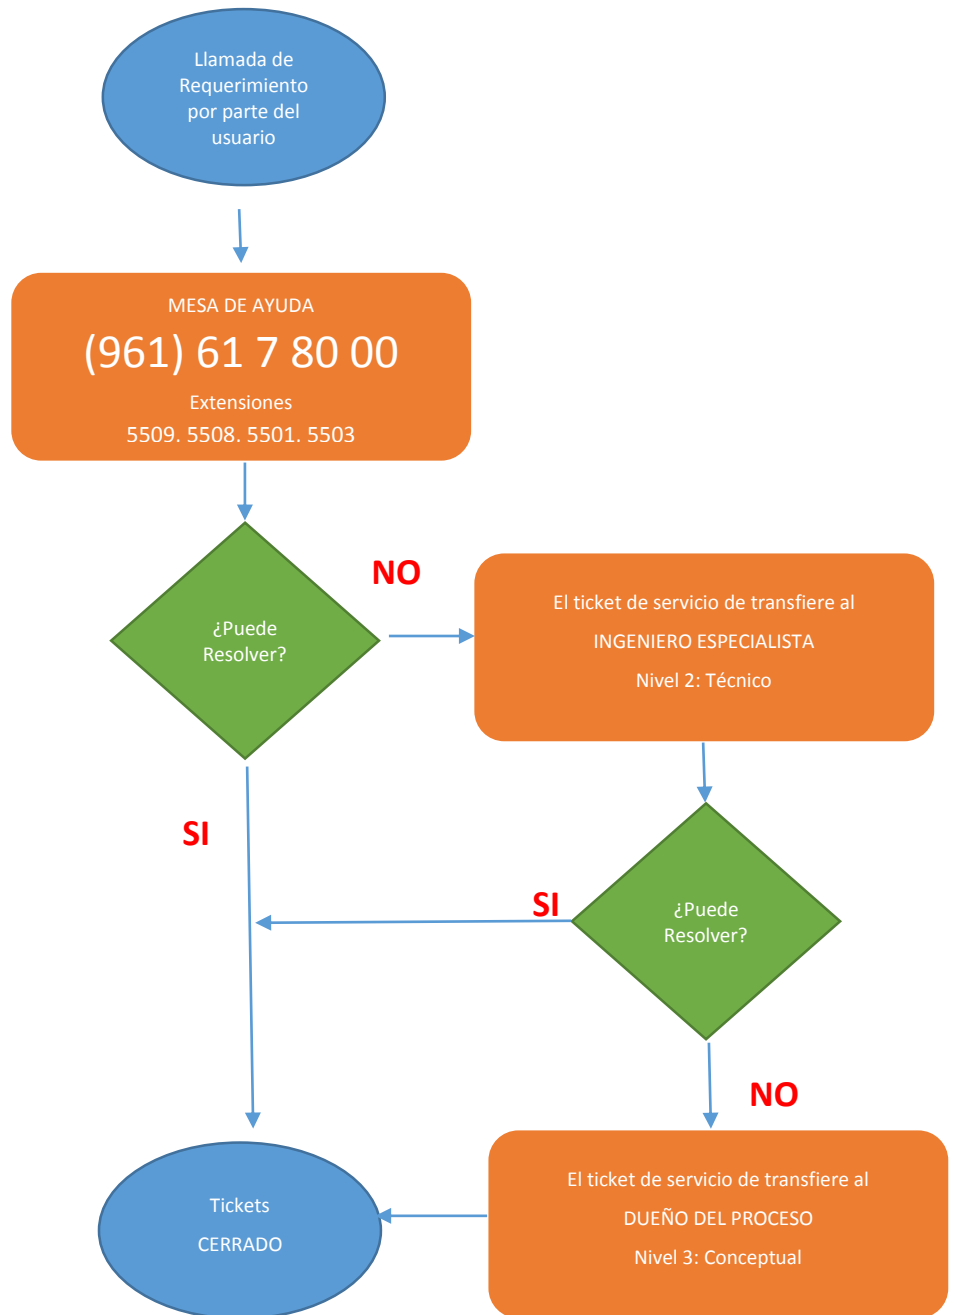 Llamada de
Requerimiento
por parte del
usuario
MESA DE AYUDA
(961) 61 7 80 00
Extensiones
5509. 5508. 5501. 5503
¿Puede
Resolver?
NO
El ticket de servicio de transfiere al
INGENIERO ESPECIALISTA
Nivel 2: Técnico
SI
SI
¿Puede
Resolver?
NO
El ticket de servicio de transfiere al
DUEÑO DEL PROCESO
Nivel 3: Conceptual
Tickets
CERRADO